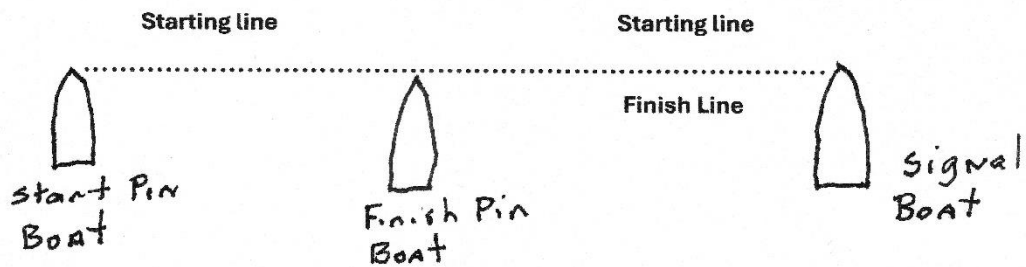 Starting line
Starting line
Finish Line
Start Pin
Boat
Finish Pin
Boat
Signal
Boat